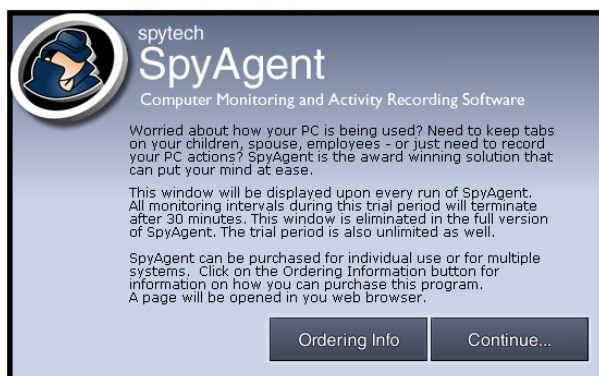 spytech
SpyAgent
Computer Monitoring and Activity Recording Software
Worried about how your PC is being used? Need to keep tabs
on your children, spouse, employees - or just need to record
your PC actions? SpyAgent is the award winning solution that
can put your mind at ease.
This window will be displayed upon every run of SpyAgent.
All monitoring intervals during this trial period will terminate
after 30 minutes. This window is eliminated in the full version
of SpyAgent. The trial period is also unlimited as well.
SpyAgent can be purchased for individual use or for multiple
systems. Click on the Ordering Information button for
information on how you can purchase this program.
A page will be opened in you web browser.
Ordering Info
Continue...